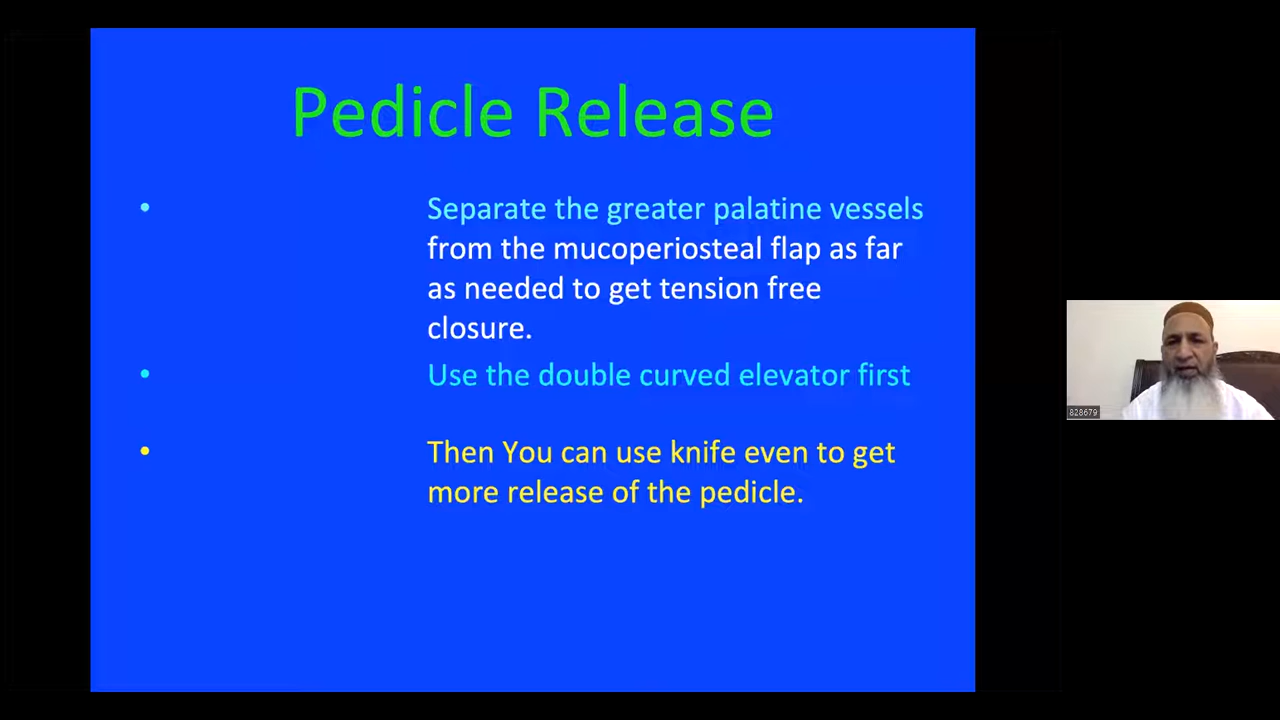 Pedicle Release
• Separate the greater palatine vessels
from the mucoperiosteal flap as far
as needed to get tension free
closure.
• Use the double curved elevator first
• Then You can use knife even to get
more release of the pedicle.
828679